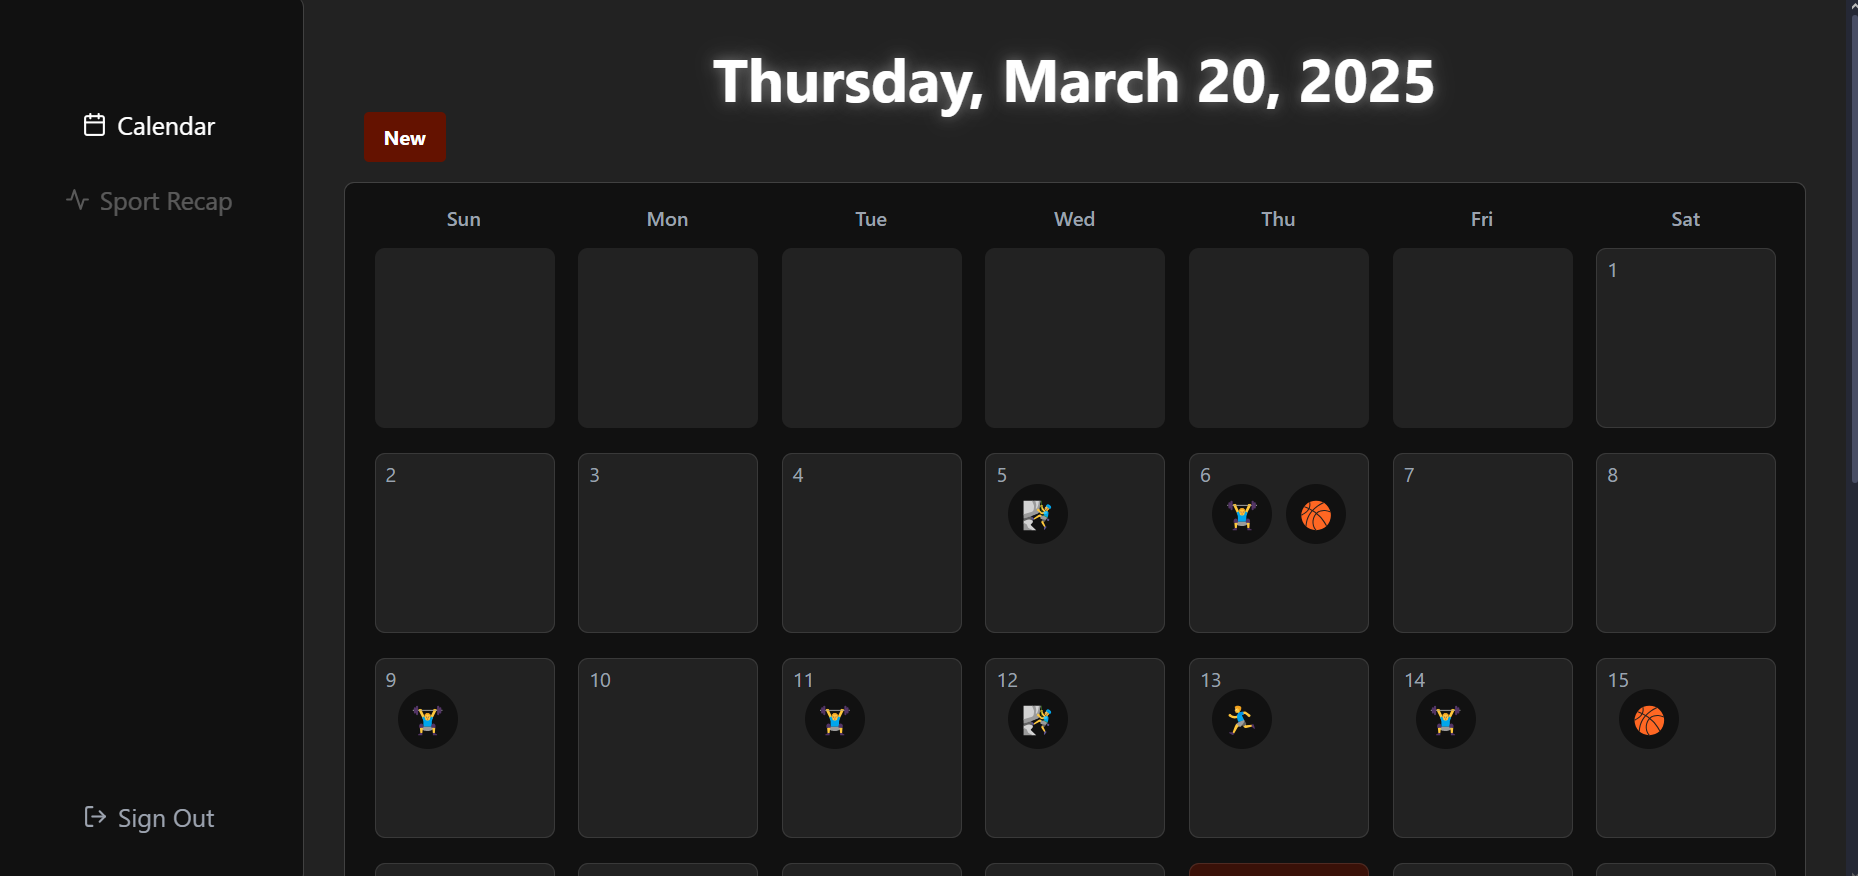 Calendar
Sport Recap
Sign Out
Thursday, March 20, 2025
New
Sun Mon Tue Wed Thu Fri Sat
1
2 3 4 5 6 7 8
9 10 11 12 13 14 15